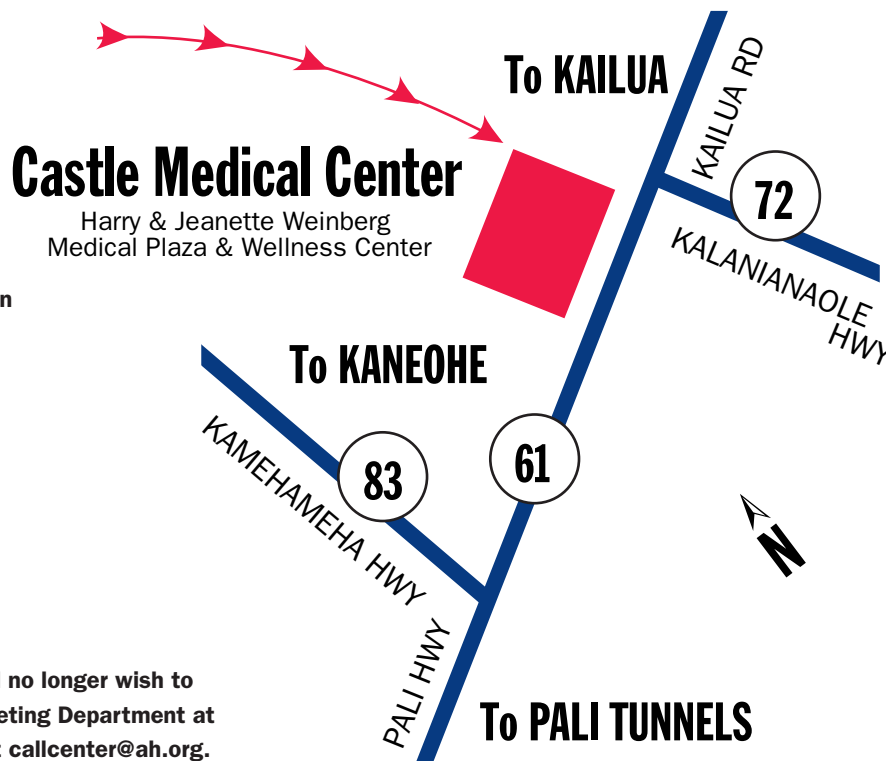 To KAILUA
KAILUA RD
Castle Medical Center
Harry & Jeanette Weinberg
Medical Plaza & Wellness Center
72
KALANIANAOLE
HWY
n
To KANEOHE
KAMEHAMEHA HWY
83
61
N
PALI HWY
no longer wish to
eting Department at
callcenter@ah.org.
To PALI TUNNELS